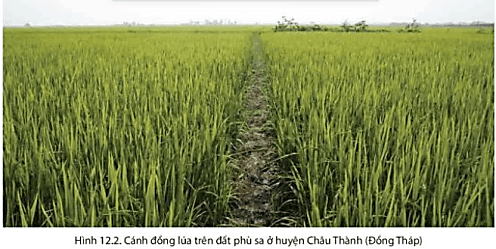 Hình 12.2. Cánh đồng lúa trên đất phù sa ở huyện Châu Thành (Đồng Tháp)